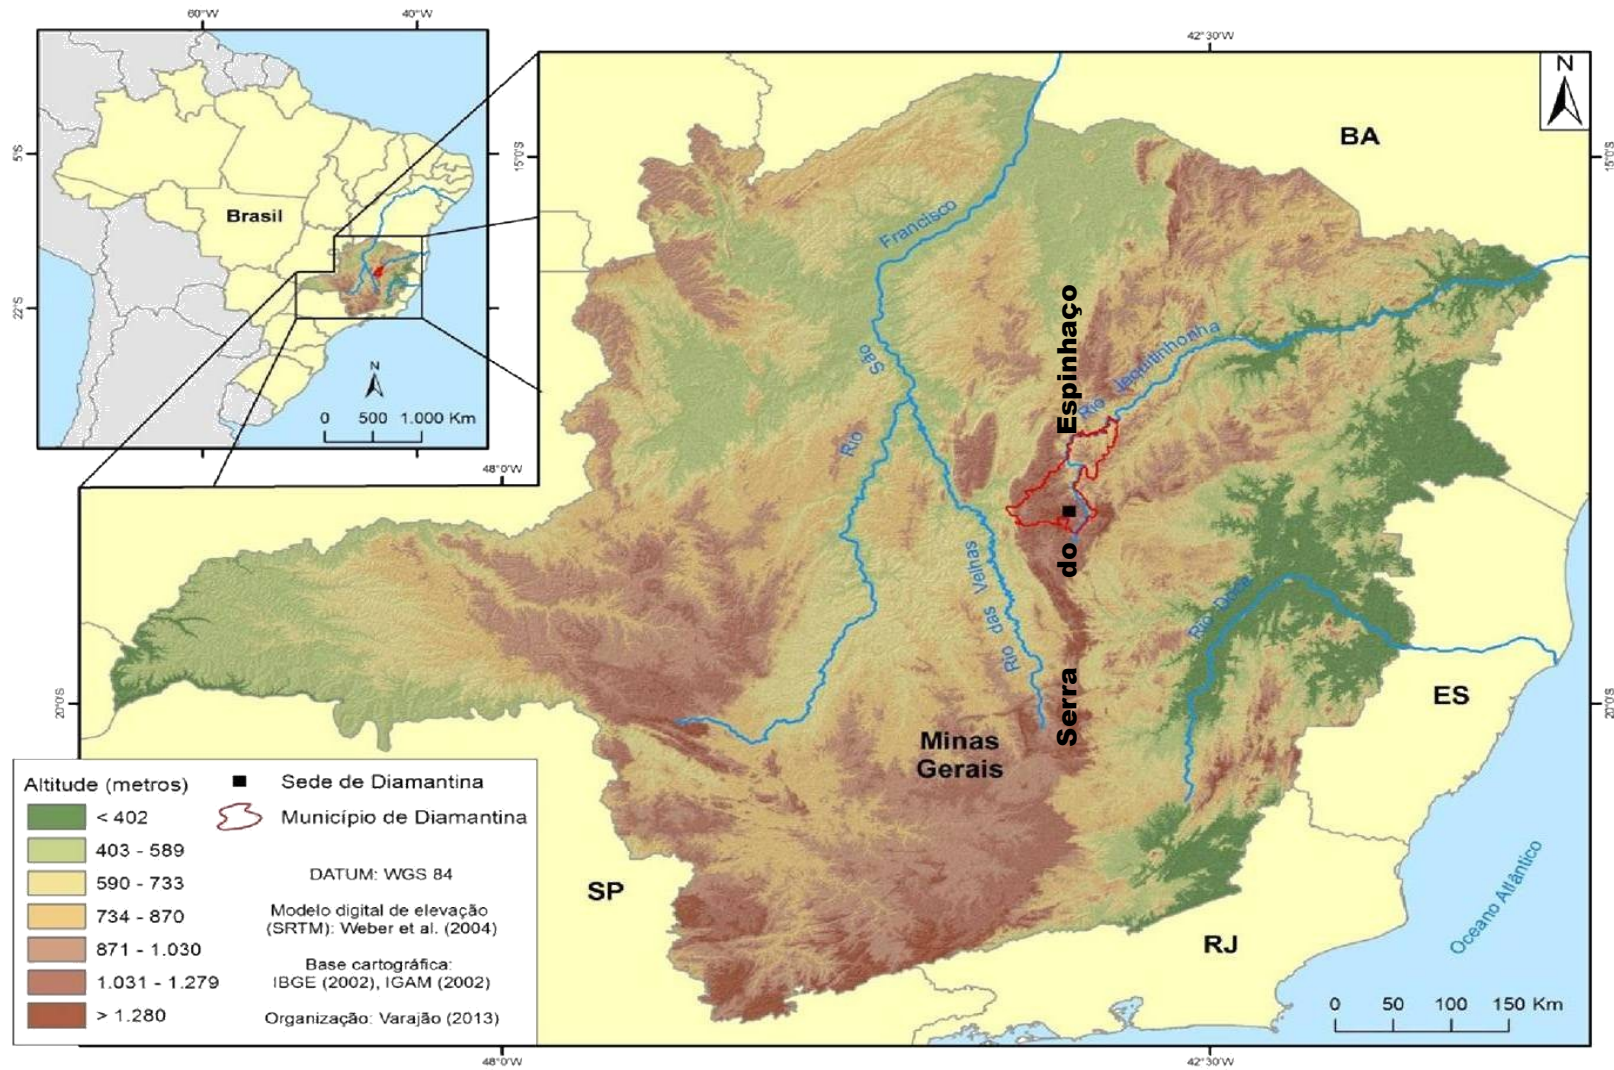 60°W
40°W
5°S
22°S
Brasil
N
0 500 1.000 Km
42°30'W
15°0'S
15°0'S
N
BA
Francisco
São
Rio
Rio Jequitinhonha
Serra do Espinhaço
Rio das Velhas
Rio Doce
48°0'W
20°0'S
20°0'S
ES
Minas
Gerais
SP
RJ
Oceano Atlântico
0 50 100 150 Km
Altitude (metros)
< 402
403 - 589
590 - 733
734 - 870
871 - 1.030
1.031 - 1.279
> 1.280
Sede de Diamantina
Município de Diamantina
DATUM: WGS 84
Modelo digital de elevação
(SRTM): Weber et al. (2004)
Base cartográfica:
IBGE (2002), IGAM (2002)
Organização: Varajão (2013)
48°0'W
42°30'W